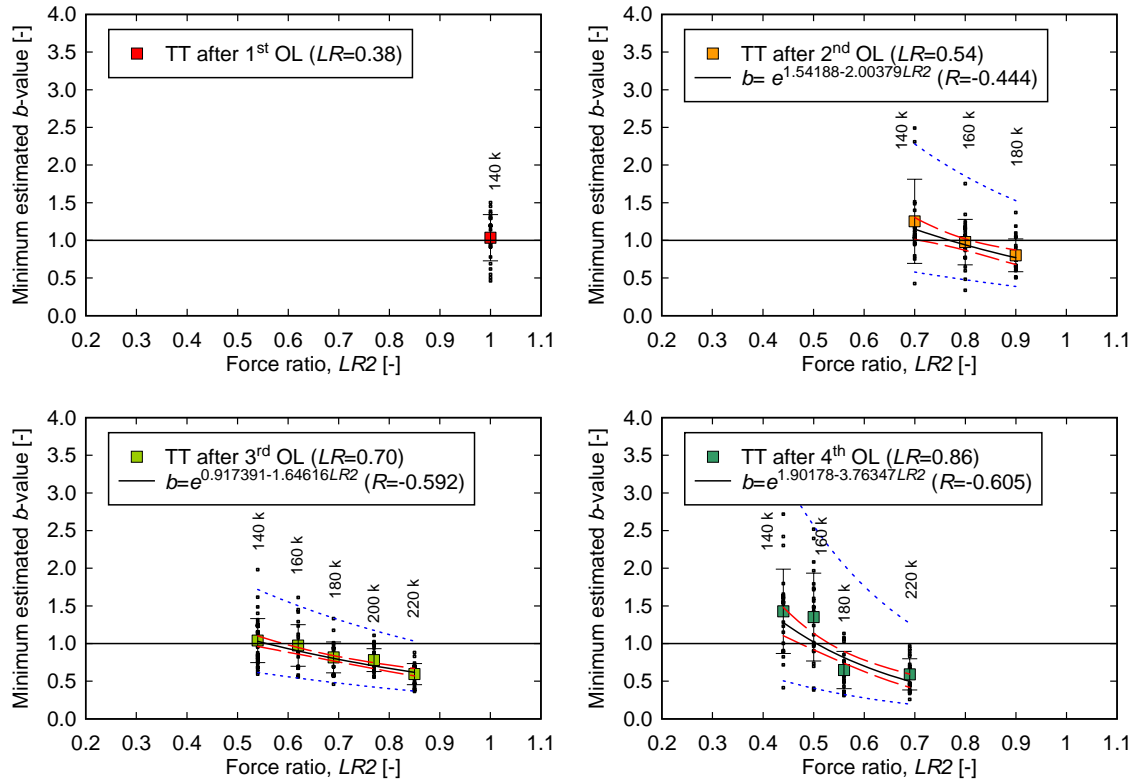 4.0
3.5
3.0
2.5
2.0
1.5
1.0
0.5
0.0
Minimum estimated b-value [-]
TT after 1st OL (LR=0.38)
140 k
0.2 0.3 0.4 0.5 0.6 0.7 0.8 0.9 1 1.1
Force ratio, LR2 [-]
4.0
3.5
3.0
2.5
2.0
1.5
1.0
0.5
0.0
Minimum estimated b-value [-]
TT after 2nd OL (LR=0.54)
b= e1.54188-2.00379LR2 (R=-0.444)
140 k
160 k
180 k
0.2 0.3 0.4 0.5 0.6 0.7 0.8 0.9 1 1.1
Force ratio, LR2 [-]
4.0
3.5
3.0
2.5
2.0
1.5
1.0
0.5
0.0
Minimum estimated b-value [-]
TT after 3rd OL (LR=0.70)
b=e0.917391-1.64616LR2 (R=-0.592)
140 k
160 k
180 k
200 k
220 k
0.2 0.3 0.4 0.5 0.6 0.7 0.8 0.9 1 1.1
Force ratio, LR2 [-]
4.0
3.5
3.0
2.5
2.0
1.5
1.0
0.5
0.0
Minimum estimated b-value [-]
TT after 4th OL (LR=0.86)
b=e1.90178-3.76347LR2 (R=-0.605)
140 k
160 k
180 k
220 k
0.2 0.3 0.4 0.5 0.6 0.7 0.8 0.9 1 1.1
Force ratio, LR2 [-]